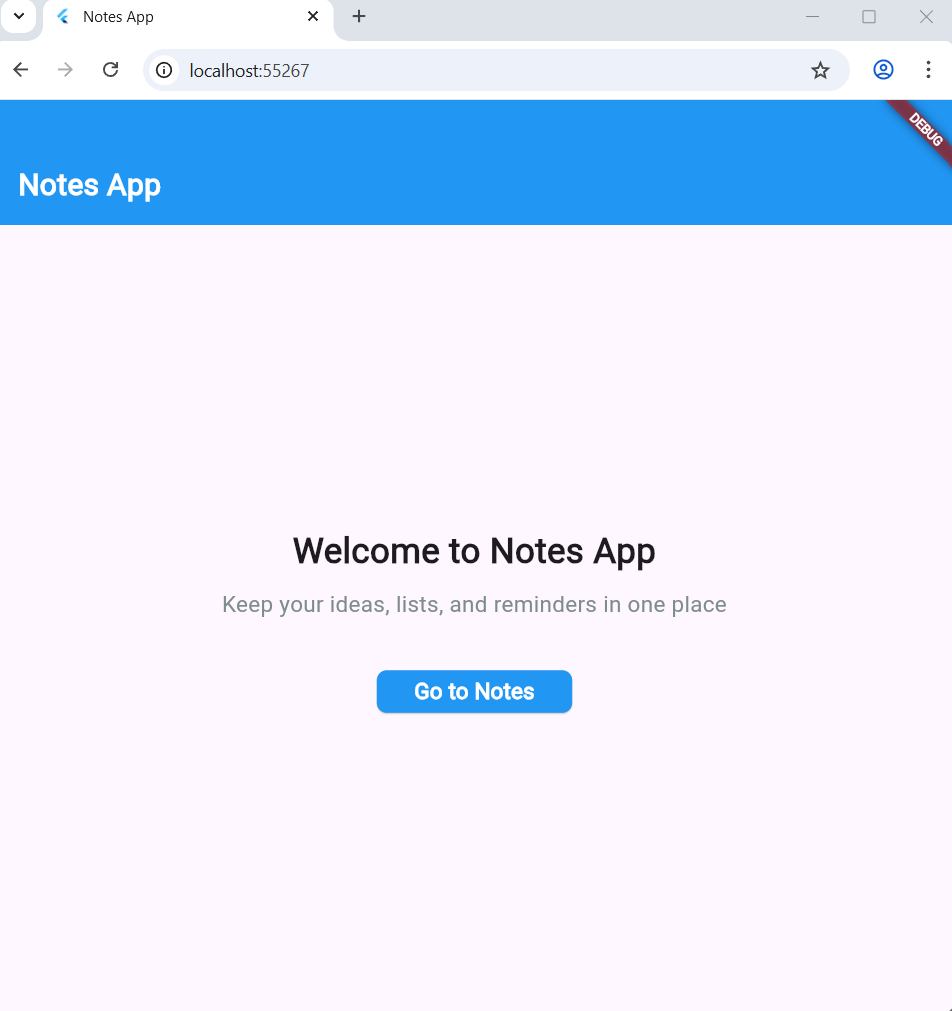 Notes App
localhost:55267
DEBUG
Notes App
Welcome to Notes App
Keep your ideas, lists, and reminders in one place
Go to Notes